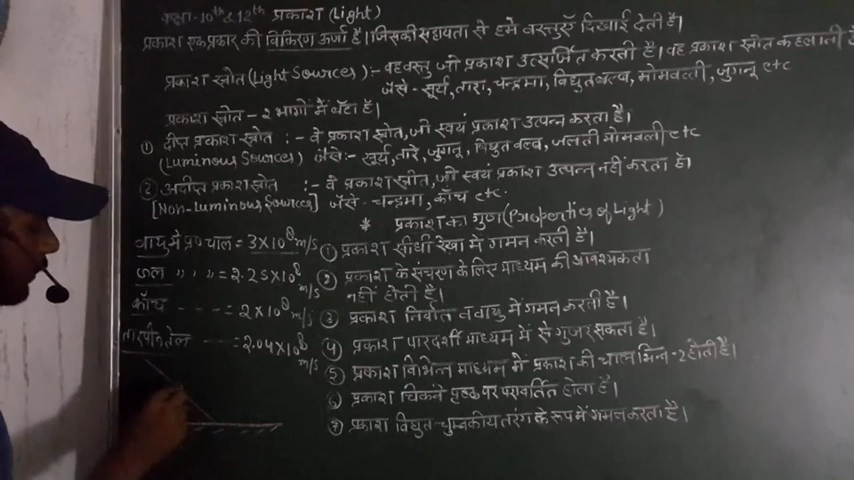 कक्षा-10th & 12th प्रकाश (Light)
प्रकाश एक प्रकार की विकिरण ऊर्जा है। जिसकी सहायता से हमे वस्तुएँ दिखाई देती है।
प्रकाश स्रोत (Light Sources) :- वह वस्तु जो प्रकाश उत्सर्जित करती है। वह प्रकाश स्रोत कहलाती है
जैसे - सूर्य, तारा, चन्द्रमा, विद्युत बल्ब, मोमबत्ती, जुगनू etc
प्रकाश स्रोत - 2 भागों में बँटा है।
① दीप्त प्रकाश स्रोत :- वे प्रकाश स्रोत, जो स्वयं प्रकाश उत्पन्न करता है।
(Luminous Sources) जैसे:- सूर्य, तारे, जुगनू, विद्युत बल्ब, जलती मोमबत्ती etc
② अदीप्त प्रकाश स्रोत :- वे प्रकाश स्रोत, जो स्वयं प्रकाश उत्पन्न नहीं करता है।
[Non-Luminous Sources] जैसे - चन्द्रमा, काँच etc.
* प्रकाश का गुण (Properties of Light)
वायु में प्र० चाल = 3×10⁸ m/s
जल " " " = 2.25×10⁸ m/s
काँच - - - - = 2×10⁸ m/s
तारपीन तेल - - - = 2.04×10⁸ m/s
① प्रकाश सीधी रेखा में गमन करती है।
② प्रकाश के संचरण के लिए माध्यम की आवश्यकता
नहीं होती है।
③ प्रकाश निर्वात व वायु में गमन करती है।
④ प्रकाश पारदर्शी माध्यम में से गुजर सकता है।
⑤ प्रकाश विभिन्न माध्यम में प्रकाश की चाल भिन्न-2 होती है।
⑥ प्रकाश चिकने पृष्ठ पर परावर्तित होता है।
⑦ प्रकाश विद्युत-चुम्बकीय तरंग के रूप में गमन करता है।